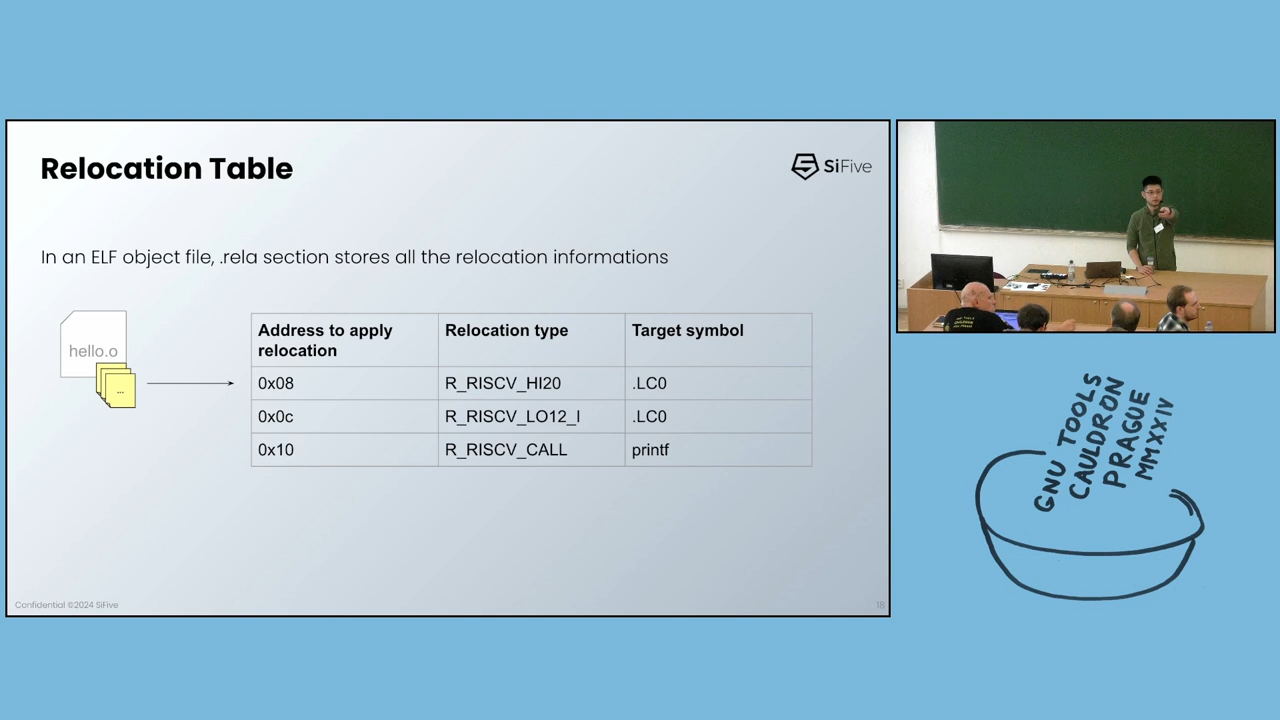 Relocation Table
SiFive
In an ELF object file, .rela section stores all the relocation informations
hello.o
...
Address to apply relocation
Relocation type
Target symbol
0x08
R_RISCV_HI20
.LC0
0x0c
R_RISCV_LO12_I
.LC0
0x10
R_RISCV_CALL
printf
Confidential ©2024 SiFive
18
GNU TOOLS
CAULDRON
PRAGUE
MMXXIV